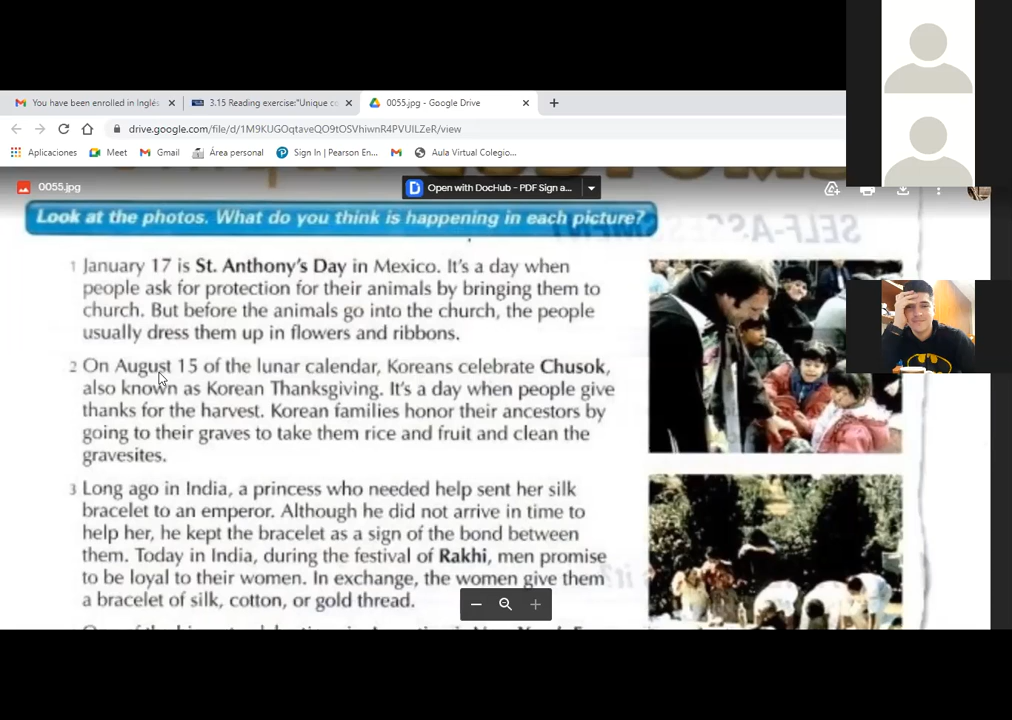 You have been enrolled in Inglés
3.15 Reading exercise:"Unique cc
0055.jpg - Google Drive
drive.google.com/file/d/1M9KUGOqtaveQO9tOSVhiwnR4PVUILZeR/view
Aplicaciones
Meet
Gmail
Área personal
Sign In | Pearson En...
Aula Virtual Colegio...
0055.jpg
Open with DocHub - PDF Sign a...
Look at the photos. What do you think is happening in each picture?
SELF-ASSESSMENT
1 January 17 is St. Anthony's Day in Mexico. It's a day when
people ask for protection for their animals by bringing them to
church. But before the animals go into the church, the people
usually dress them up in flowers and ribbons.
2 On August 15 of the lunar calendar, Koreans celebrate Chusok,
also known as Korean Thanksgiving. It's a day when people give
thanks for the harvest. Korean families honor their ancestors by
going to their graves to take them rice and fruit and clean the
gravesites.
3 Long ago in India, a princess who needed help sent her silk
bracelet to an emperor. Although he did not arrive in time to
help her, he kept the bracelet as a sign of the bond between
them. Today in India, during the festival of Rakhi, men promise
to be loyal to their women. In exchange, the women give them
a bracelet of silk, cotton, or gold thread.